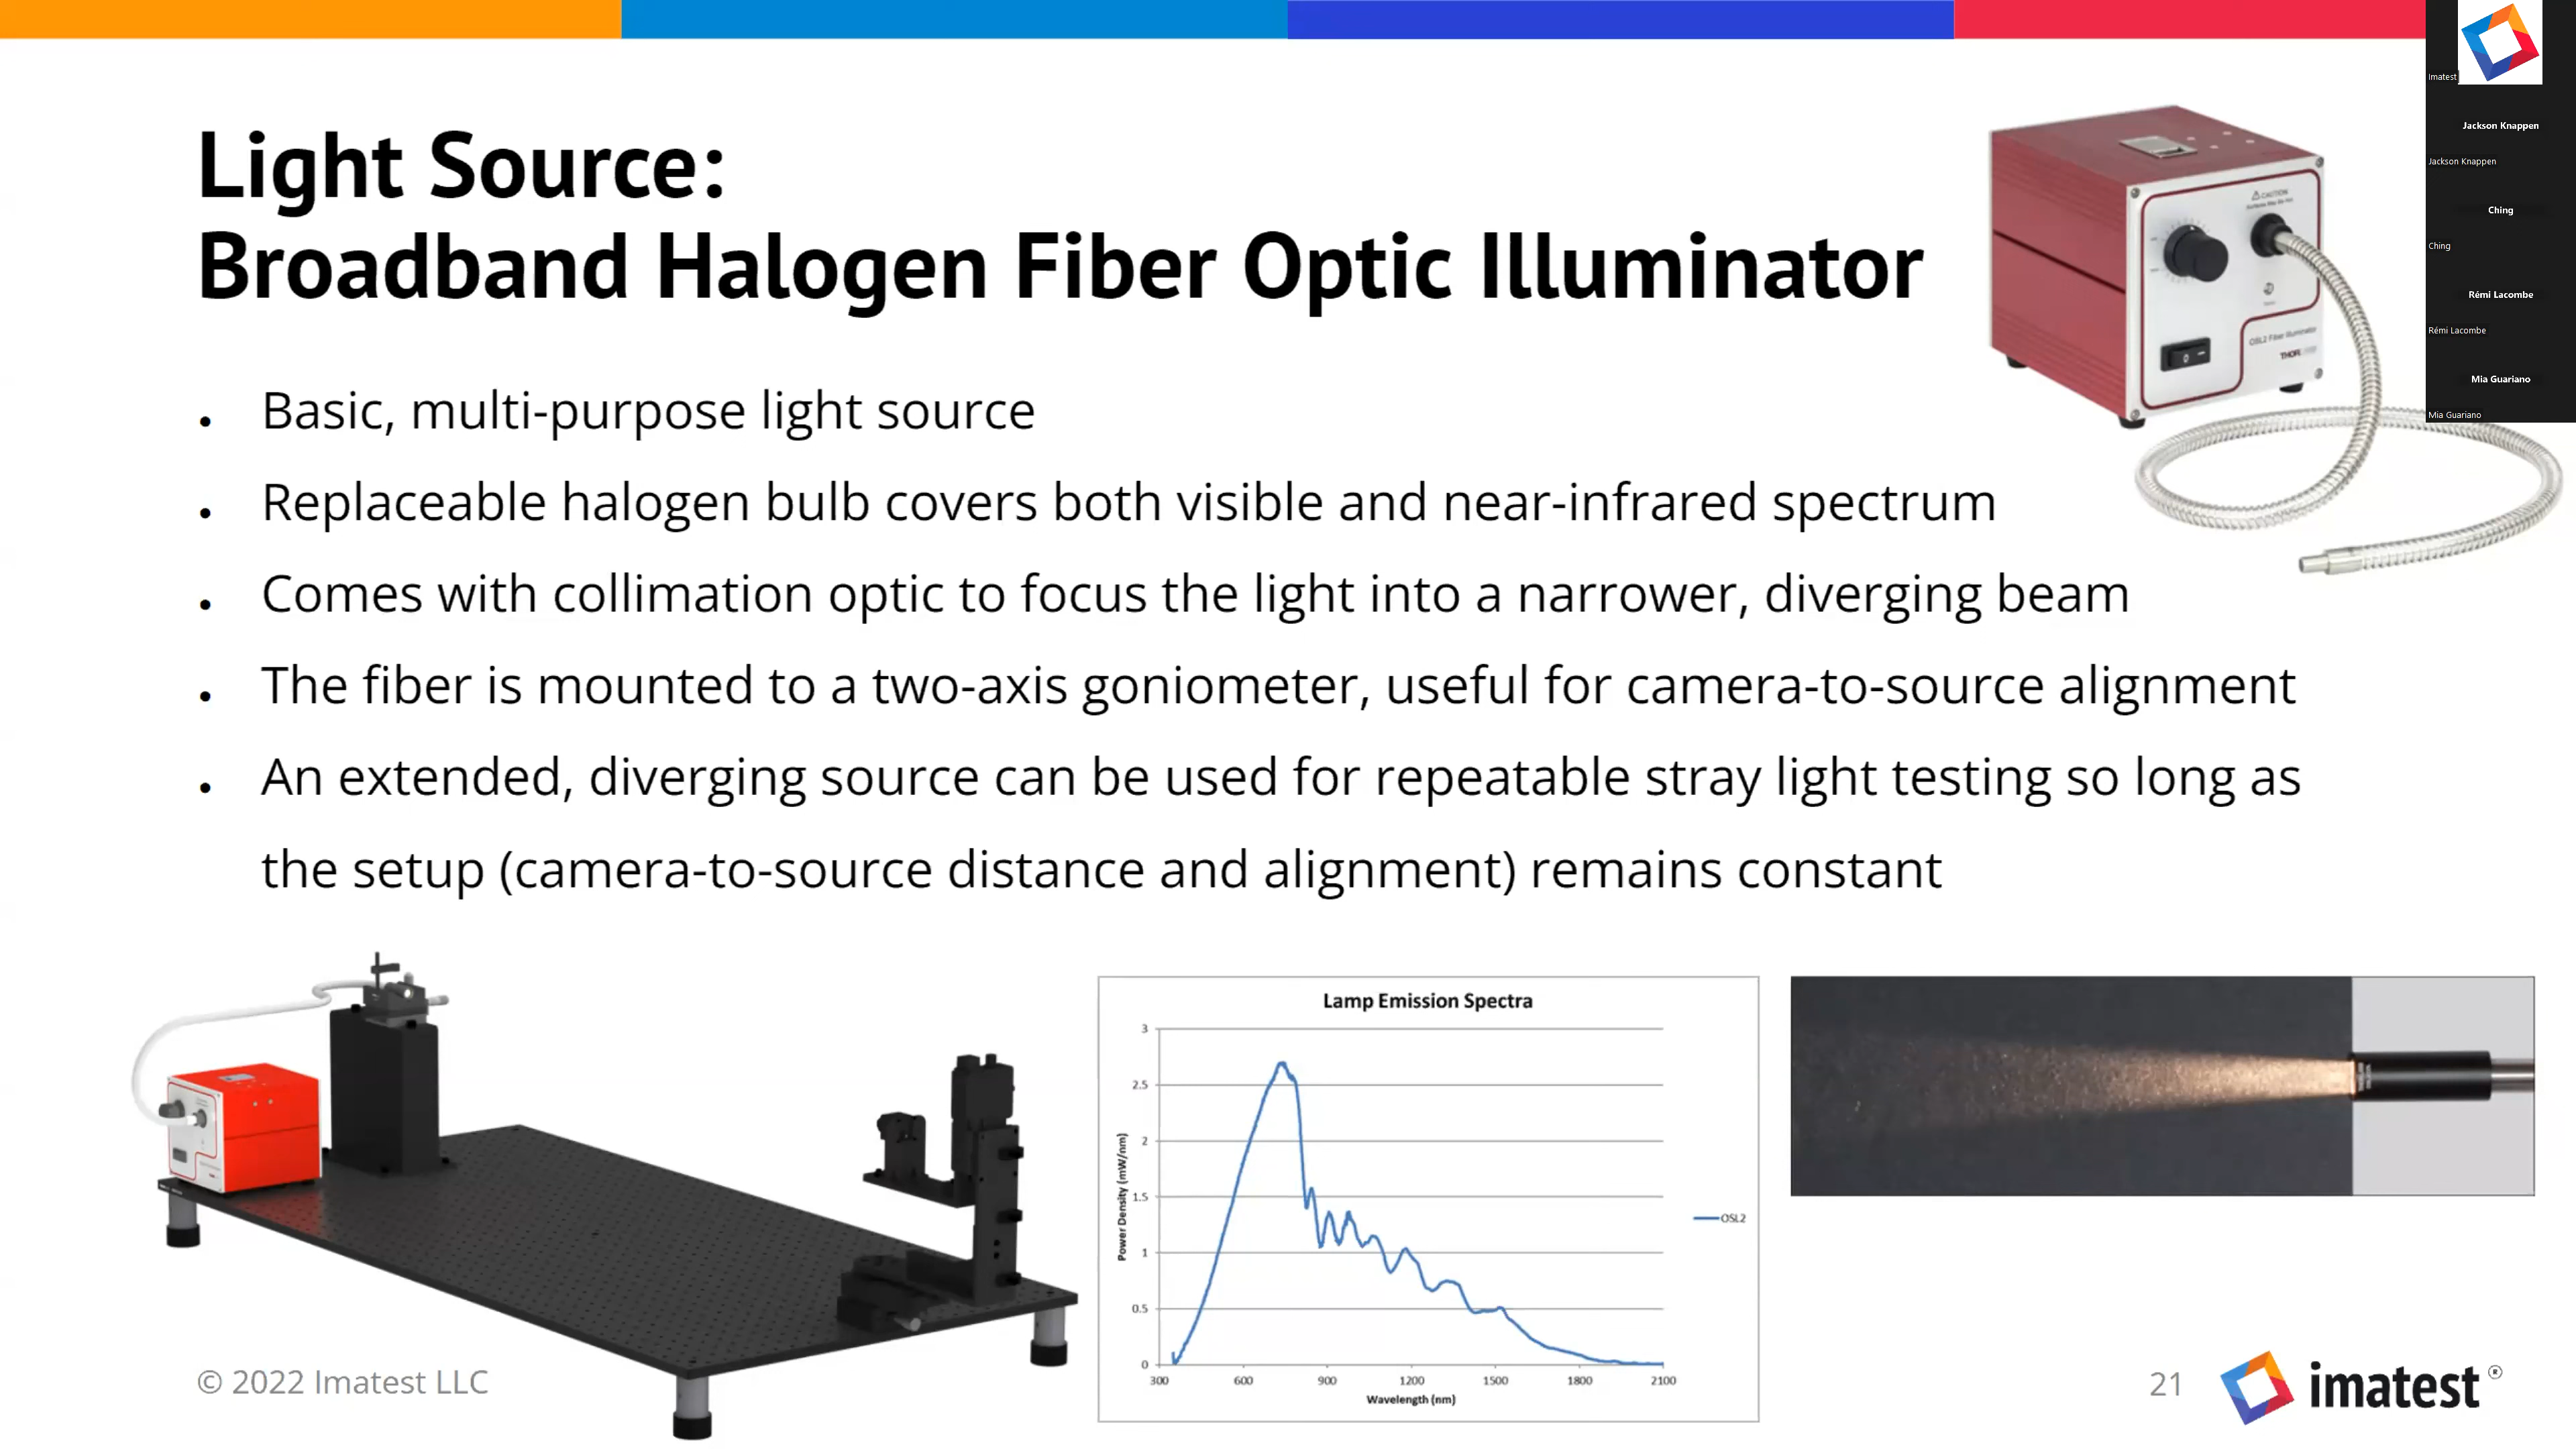 Light Source:
Broadband Halogen Fiber Optic Illuminator
• Basic, multi-purpose light source
• Replaceable halogen bulb covers both visible and near-infrared spectrum
• Comes with collimation optic to focus the light into a narrower, diverging beam
• The fiber is mounted to a two-axis goniometer, useful for camera-to-source alignment
• An extended, diverging source can be used for repeatable stray light testing so long as
the setup (camera-to-source distance and alignment) remains constant
CAUTION
OSL2 Fiber Illuminator
THOR
Imatest
Jackson Knappen
Jackson Knappen
Ching
Ching
Rémi Lacombe
Rémi Lacombe
Mia Guariano
Mia Guariano
Lamp Emission Spectra
Power Density (mW/nm)
3
2.5
2
1.5
1
0.5
0
300 600 900 1200 1500 1800 2100
Wavelength (nm)
OSL2
© 2022 Imatest LLC
21
imatest®